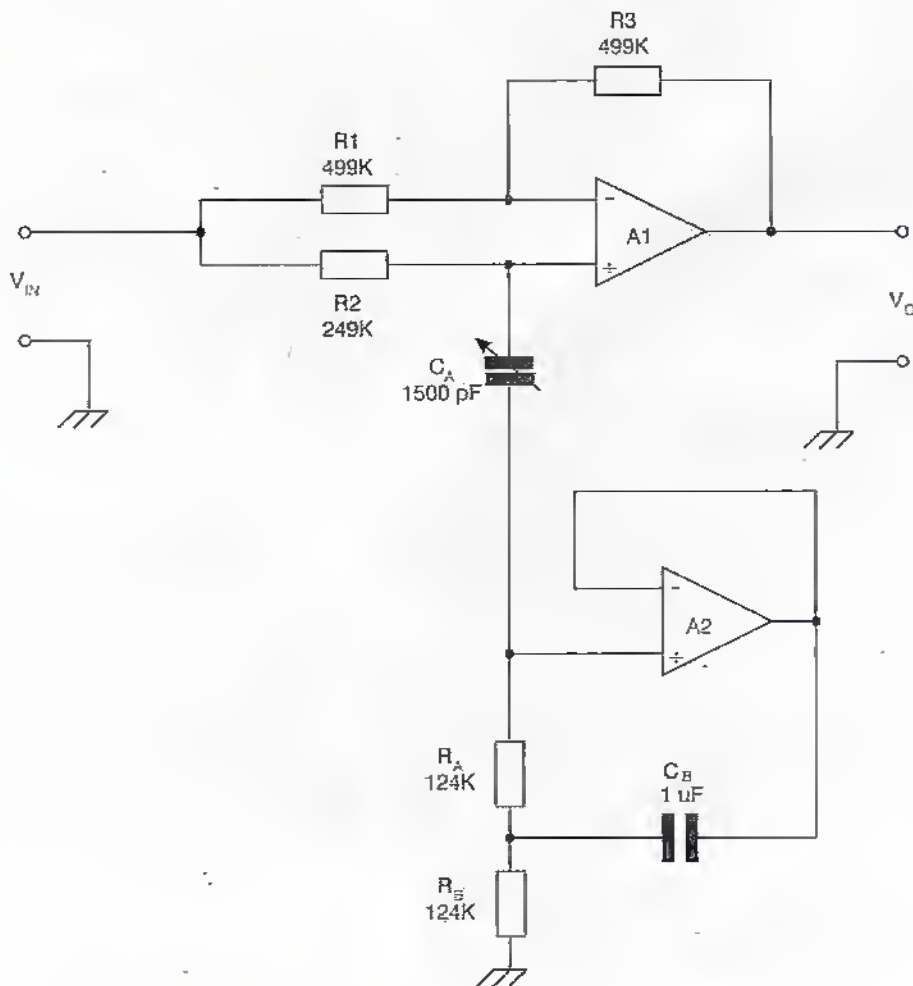 R3
499K
R1
499K
- A1
÷
V_IN
R2
249K
V_O
C_A
1500 pF
- A2
÷
R_A
124K
C_B
1 uF
R_B
124K